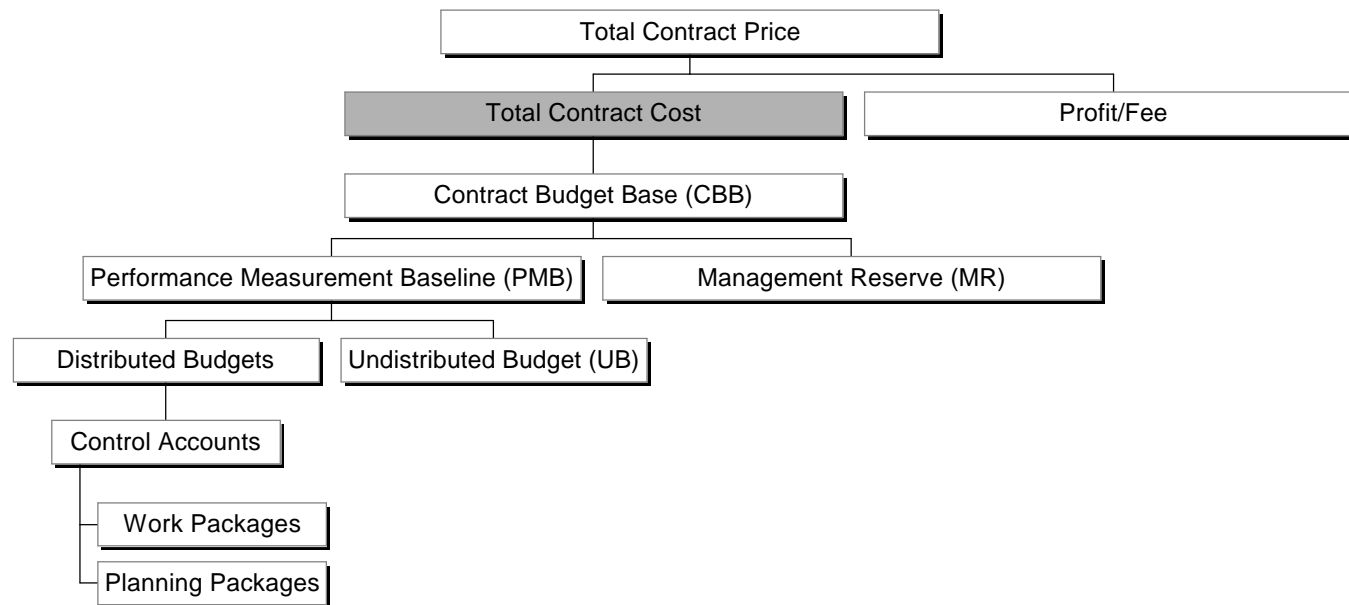 Total Contract Price
Total Contract Cost
Profit/Fee
Contract Budget Base (CBB)
Performance Measurement Baseline (PMB)
Management Reserve (MR)
Distributed Budgets
Undistributed Budget (UB)
Control Accounts
Work Packages
Planning Packages